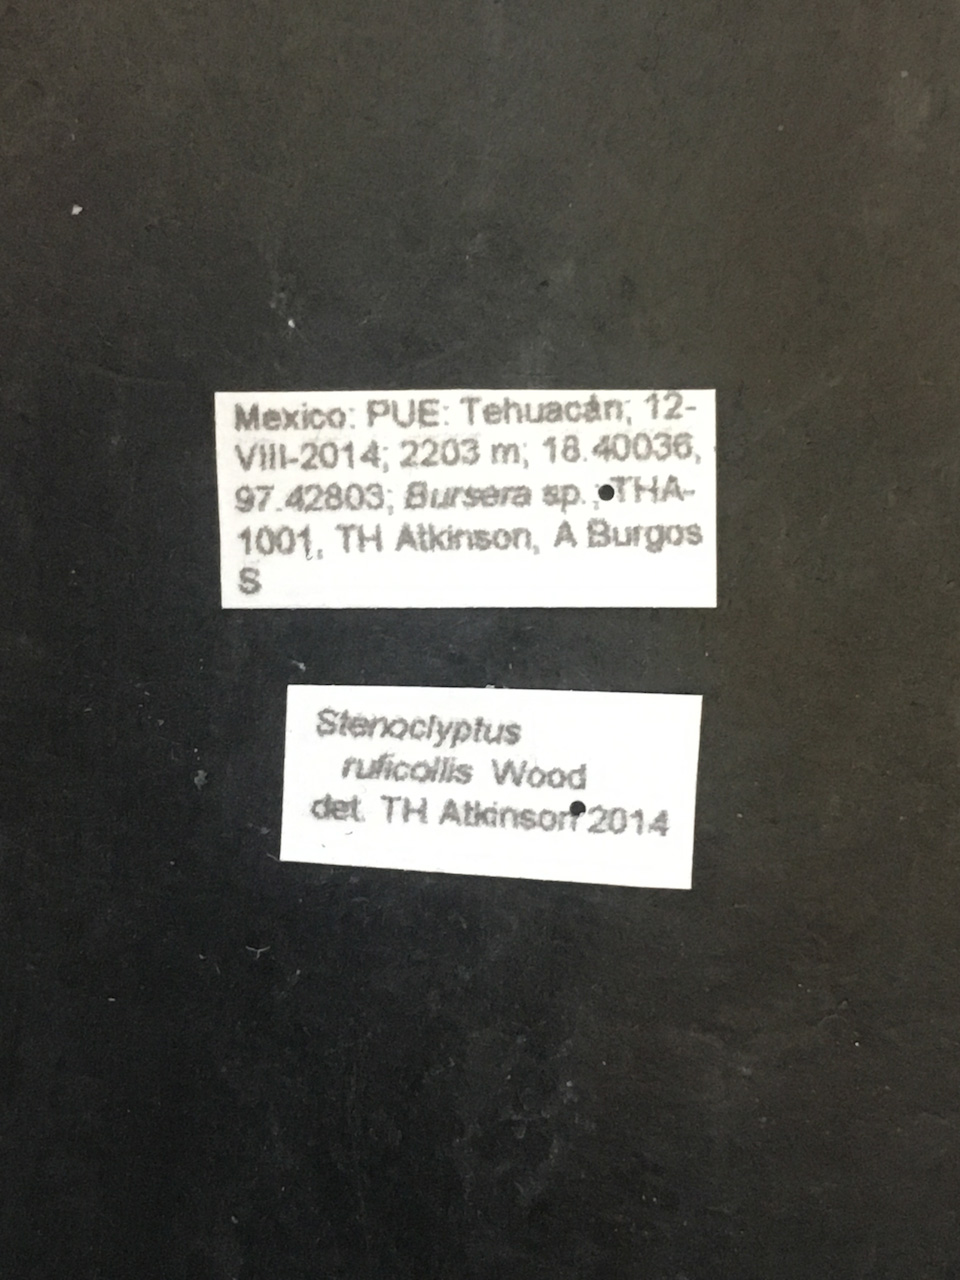 Mexico: PUE: Tehuacán; 12-
VIII-2014; 2203 m; 18.40036,
97.42803; Bursera sp.; THA-
1001, TH Atkinson, A Burgos
S
Stenoclyptus
ruficollis Wood
det. TH Atkinson 2014